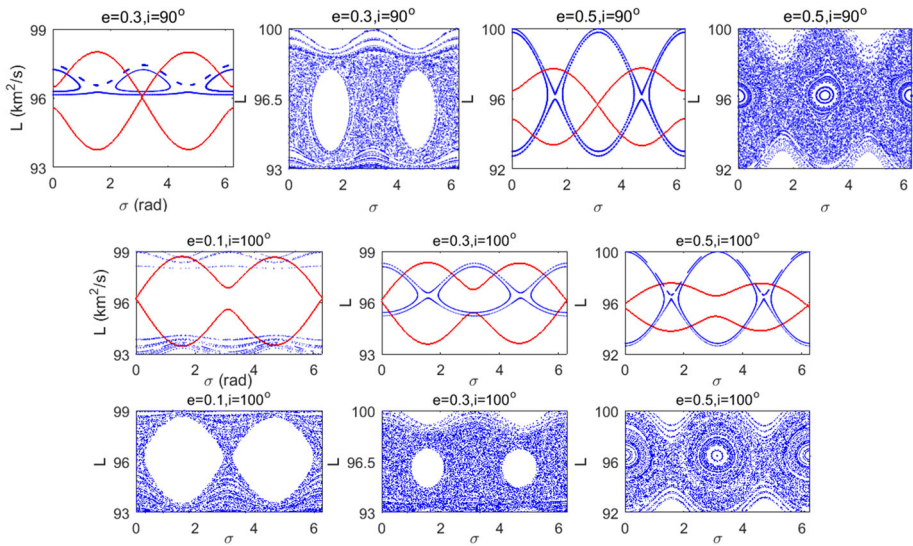 e=0.3,i=90°
e=0.3,i=90°
e=0.5,i=90°
e=0.5,i=90°
L (km²/s)
99
96
93
0 2 4 6
σ (rad)
L
100
96.5
93
0 2 4 6
σ
L
100
96
92
0 2 4 6
σ
L
100
96
92
0 2 4 6
σ
e=0.1,i=100°
e=0.3,i=100°
e=0.5,i=100°
L (km²/s)
99
96
93
0 2 4 6
σ (rad)
L
99
96
93
0 2 4 6
σ
L
100
96
92
0 2 4 6
σ
e=0.1,i=100°
e=0.3,i=100°
e=0.5,i=100°
L
99
96
93
0 2 4 6
σ
L
100
96.5
93
0 2 4 6
σ
L
100
96
92
0 2 4 6
σ